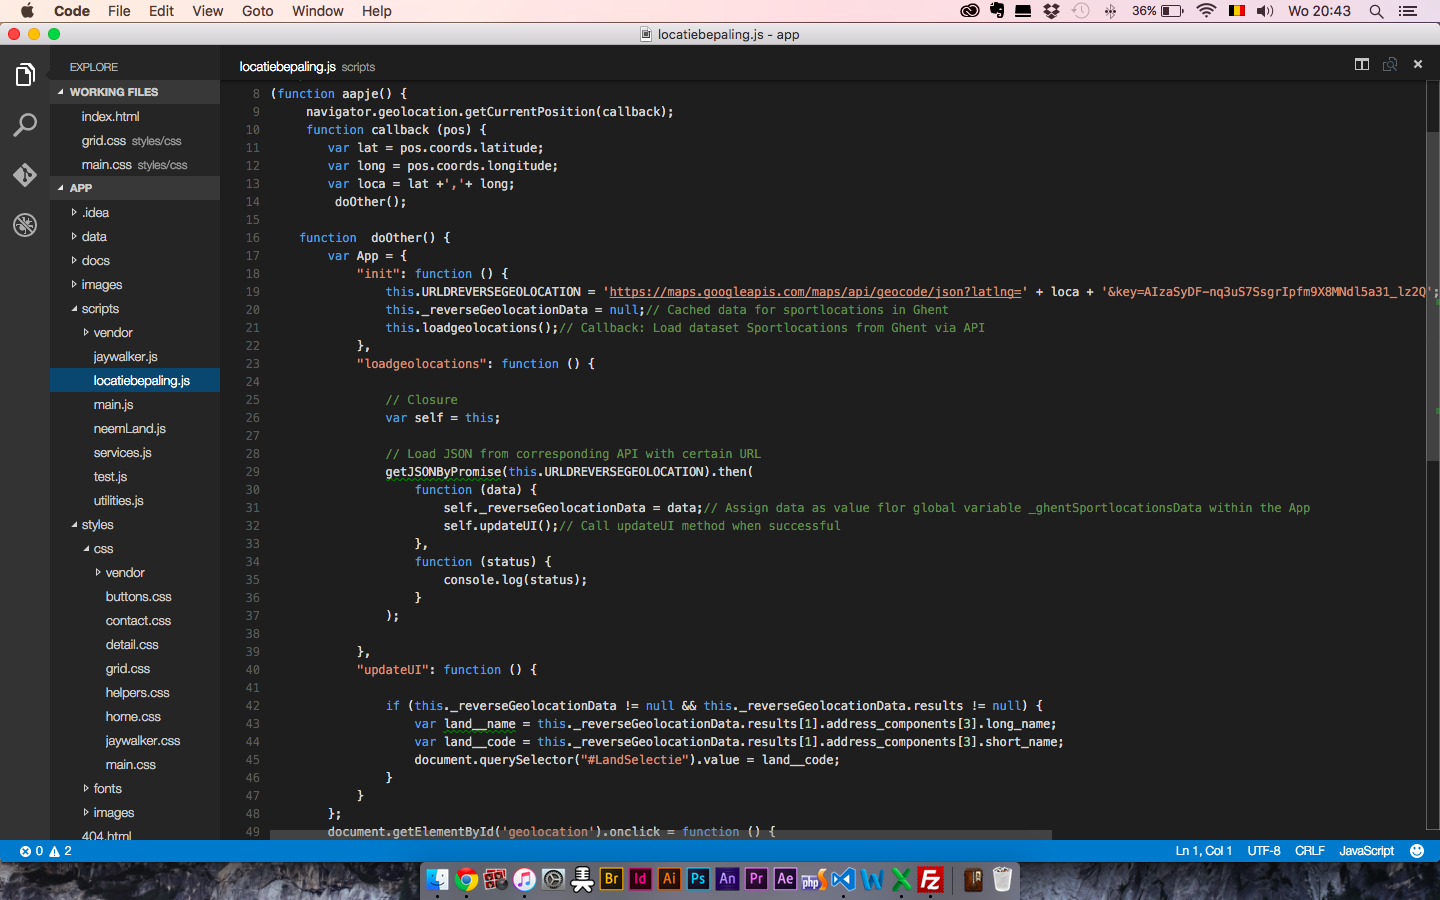 Code File Edit View Goto Window Help
36% Wo 20:43
locatiebepaling.js - app
EXPLORE
WORKING FILES
index.html
grid.css styles/css
main.css styles/css
APP
.idea
data
docs
images
scripts
vendor
jaywalker.js
locatiebepaling.js
main.js
neemLand.js
services.js
test.js
utilities.js
styles
css
vendor
buttons.css
contact.css
detail.css
grid.css
helpers.css
home.css
jaywalker.css
main.css
fonts
images
404.html
locatiebepaling.js scripts
8 (function aapje() {
9 navigator.geolocation.getCurrentPosition(callback);
10 function callback (pos) {
11 var lat = pos.coords.latitude;
12 var long = pos.coords.longitude;
13 var loca = lat +','+ long;
14 doOther();
15
16 function doOther() {
17 var App = {
18 "init": function () {
19 this.URLDREVERSEGEOLOCATION = 'https://maps.googleapis.com/maps/api/geocode/json?latlng=' + loca + '&key=AIzaSyDF-nq3uS7SsgrIpfm9X8MNdl5a31_lz2Q';
20 this._reverseGeolocationData = null;// Cached data for sportlocations in Ghent
21 this.loadgeolocations();// Callback: Load dataset Sportlocations from Ghent via API
22 },
23 "loadgeolocations": function () {
24
25 // Closure
26 var self = this;
27
28 // Load JSON from corresponding API with certain URL
29 getJSONByPromise(this.URLDREVERSEGEOLOCATION).then(
30 function (data) {
31 self._reverseGeolocationData = data;// Assign data as value flor global variable _ghentSportlocationsData within the App
32 self.updateUI();// Call updateUI method when successful
33 },
34 function (status) {
35 console.log(status);
36 }
37 );
38
39 },
40 "updateUI": function () {
41
42 if (this._reverseGeolocationData != null && this._reverseGeolocationData.results != null) {
43 var land__name = this._reverseGeolocationData.results[1].address_components[3].long_name;
44 var land__code = this._reverseGeolocationData.results[1].address_components[3].short_name;
45 document.querySelector("#LandSelectie").value = land__code;
46 }
47 }
48 };
49 document.getElementById('geolocation').onclick = function () {
0 2 Ln 1, Col 1 UTF-8 CRLF JavaScript
Br Id Ai Ps An Pr Ae php W X Fz